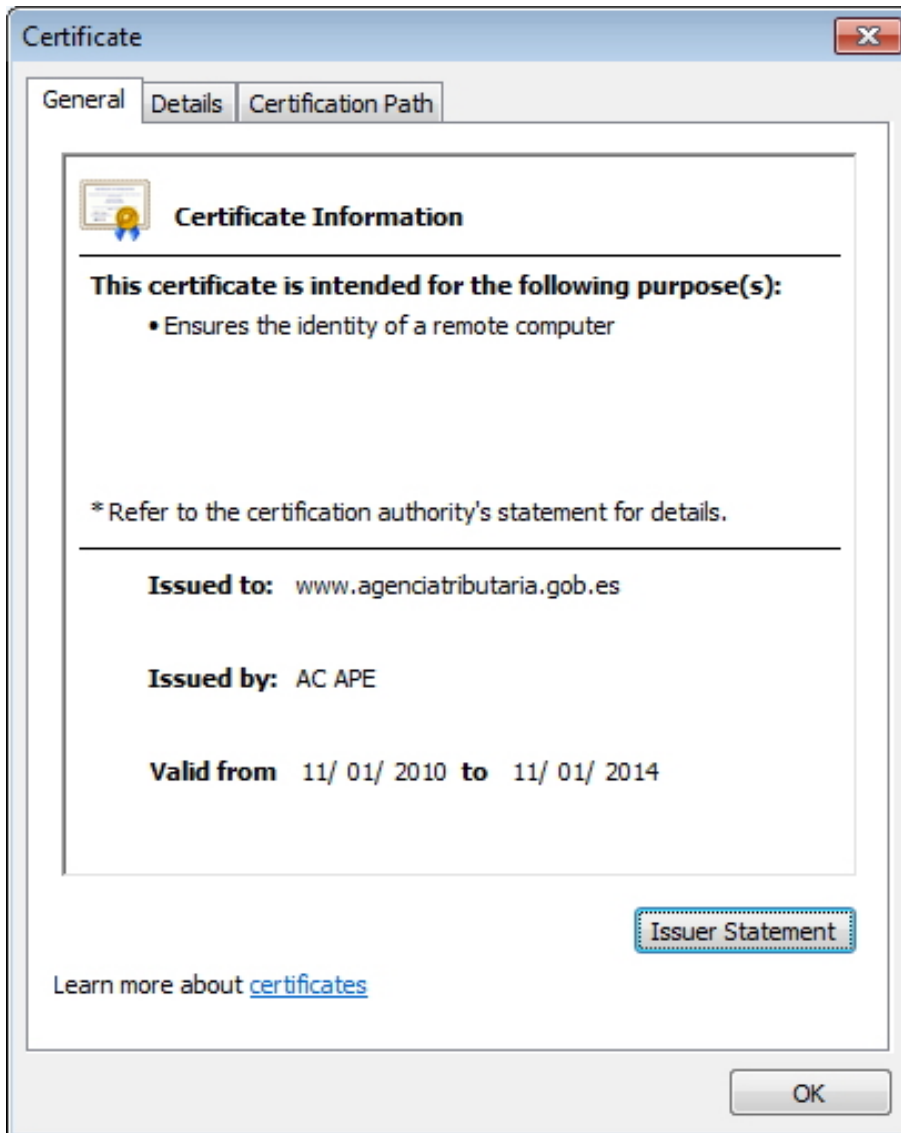 Certificate
General
Details
Certification Path
Certificate Information
This certificate is intended for the following purpose(s):
• Ensures the identity of a remote computer
* Refer to the certification authority's statement for details.
Issued to: www.agenciatributaria.gob.es
Issued by: AC APE
Valid from 11/ 01/ 2010 to 11/ 01/ 2014
Issuer Statement
Learn more about certificates
OK